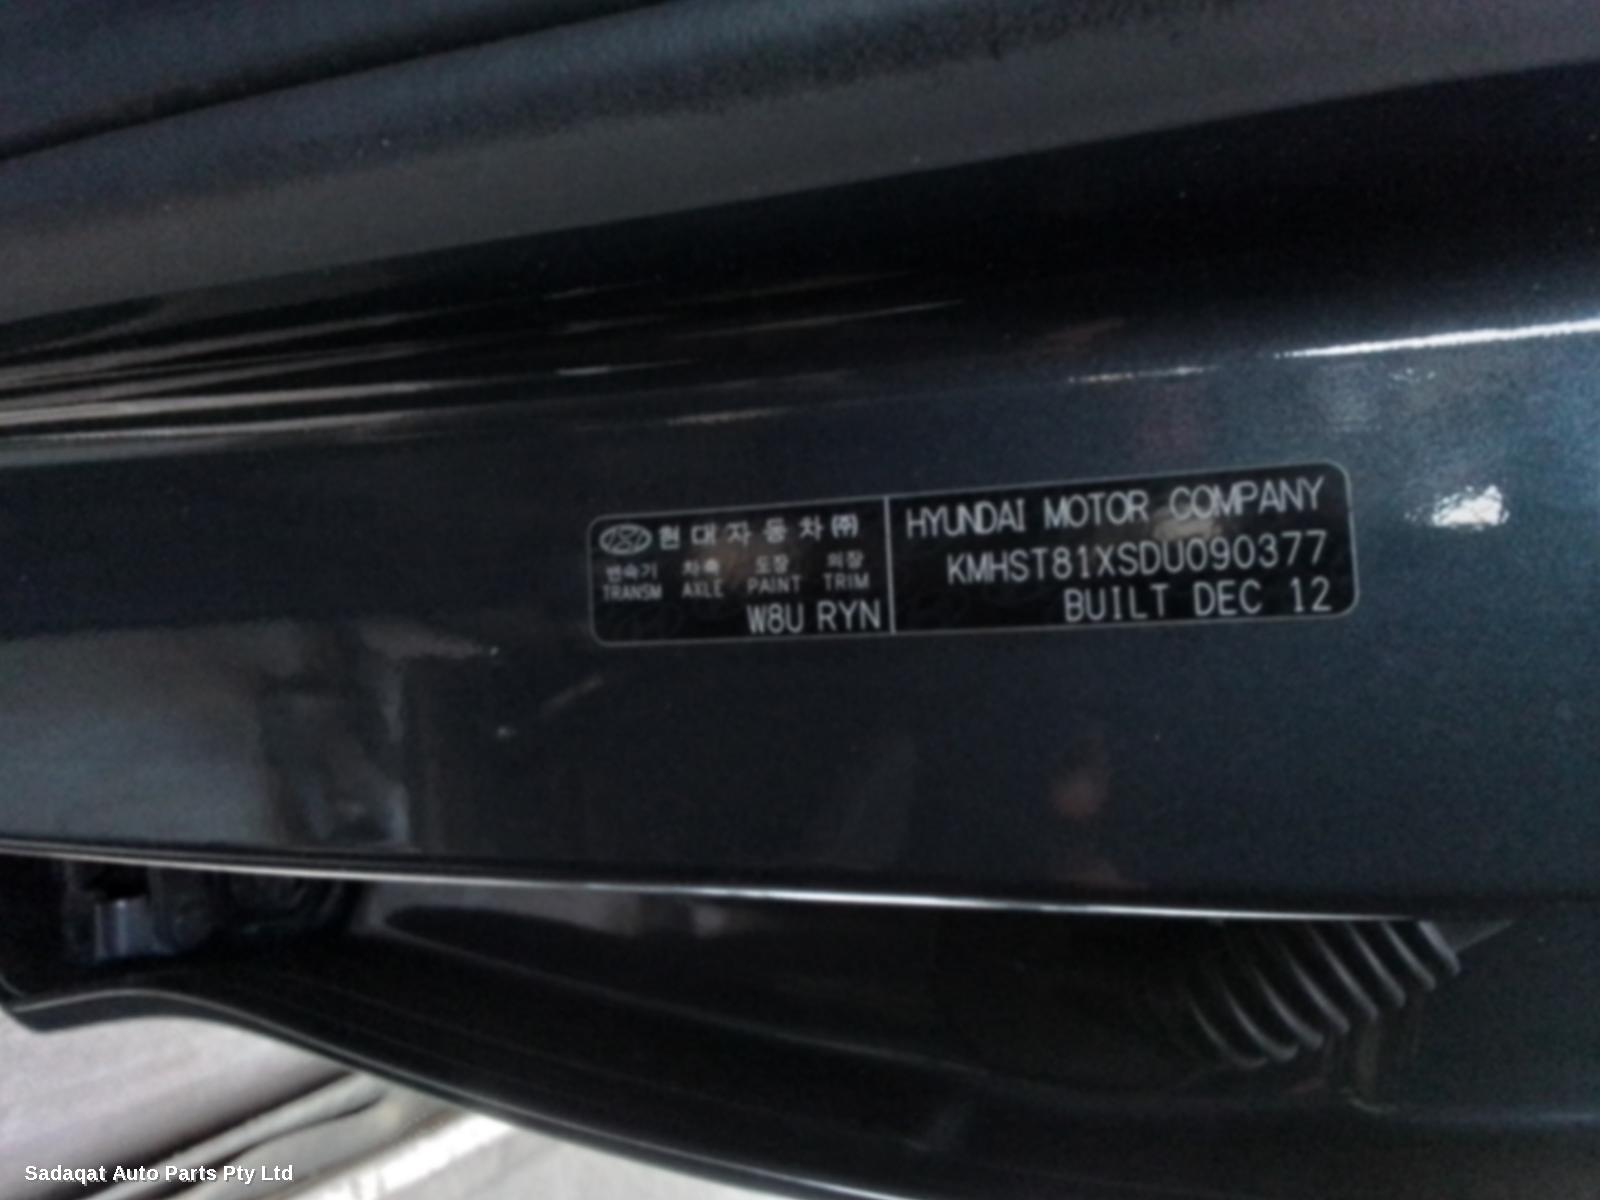 현대자동차(주)
변속기 차축 도장 의장
TRANSM AXLE PAINT TRIM
W8U RYN
HYUNDAI MOTOR COMPANY
KMHST81XSDU090377
BUILT DEC 12
Sadaqat Auto Parts Pty Ltd